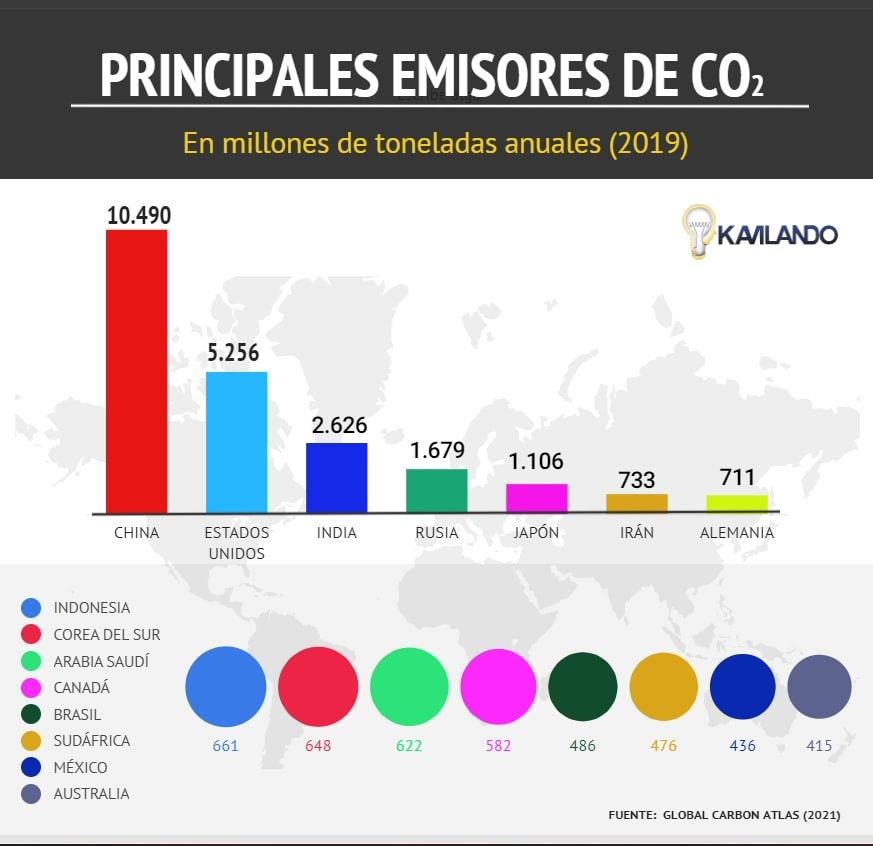 PRINCIPALES EMISORES DE CO₂
En millones de toneladas anuales (2019)
KAVILANDO
10.490
5.256
2.626
1.679
1.106
733
711
CHINA
ESTADOS
UNIDOS
INDIA
RUSIA
JAPÓN
IRÁN
ALEMANIA
INDONESIA
COREA DEL SUR
ARABIA SAUDÍ
CANADÁ
BRASIL
SUDÁFRICA
MÉXICO
AUSTRALIA
661
648
622
582
486
476
436
415
FUENTE: GLOBAL CARBON ATLAS (2021)